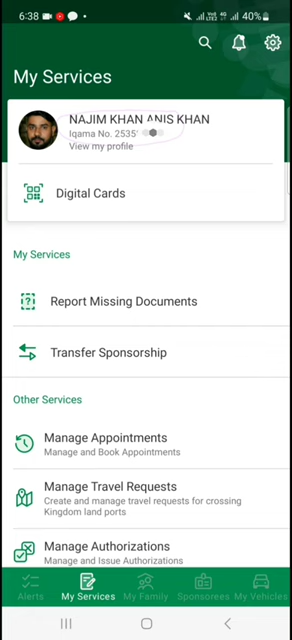 6:38
40%
My Services
NAJIM KHAN ANIS KHAN
Iqama No. 2535
View my profile
Digital Cards
My Services
Report Missing Documents
Transfer Sponsorship
Other Services
Manage Appointments
Manage and Book Appointments
Manage Travel Requests
Create and manage travel requests for crossing
Kingdom land ports
Manage Authorizations
Manage and Issue Authorizations
Alerts
My Services
My Family
Sponsorees
My Vehicles